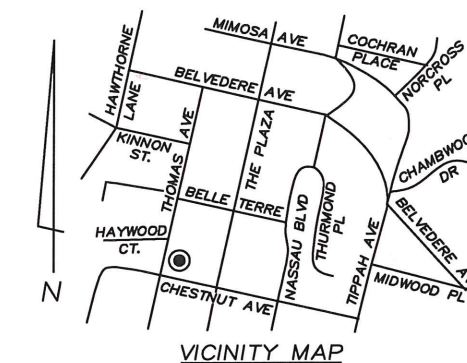 MIMOSA AVE
COCHRAN
PLACE
NORCROSS
PL
HAWTHORNE
LANE
BELVEDERE AVE
KINNON
ST.
THOMAS AVE
THE PLAZA
CHAMBWOO
DR
BELLE TERRE
NASSAU BLVD
THURMOND
PL
HAYWOOD
CT.
TIPPAH AVE
BELVEDERE AV
MIDWOOD PL
N
CHESTNUT AVE
VICINITY MAP